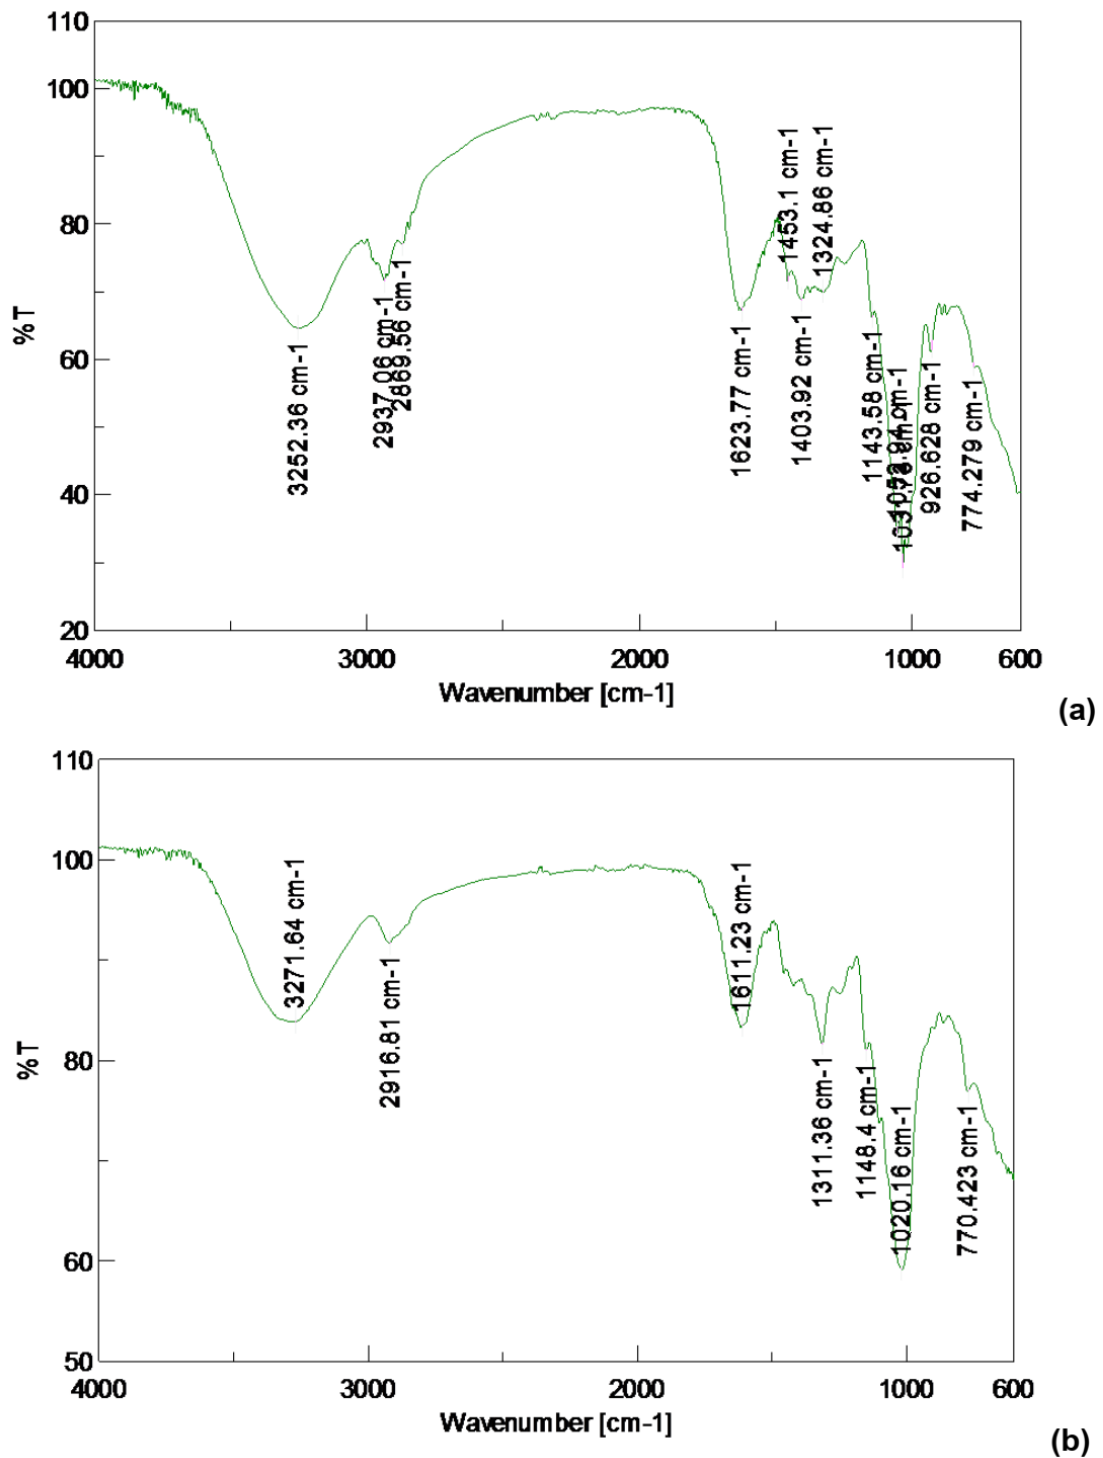 110
100
80
60
40
20
%T
3252.36 cm-1
2937.06 cm-1
2869.56 cm-1
1623.77 cm-1
1453.1 cm-1
1403.92 cm-1
1324.86 cm-1
1143.58 cm-1
926.628 cm-1
774.279 cm-1
4000
3000
2000
1000
600
Wavenumber [cm-1]
(a)
110
100
80
60
50
%T
3271.64 cm-1
2916.81 cm-1
1611.23 cm-1
1311.36 cm-1
1148.4 cm-1
1020.16 cm-1
770.423 cm-1
4000
3000
2000
1000
600
Wavenumber [cm-1]
(b)